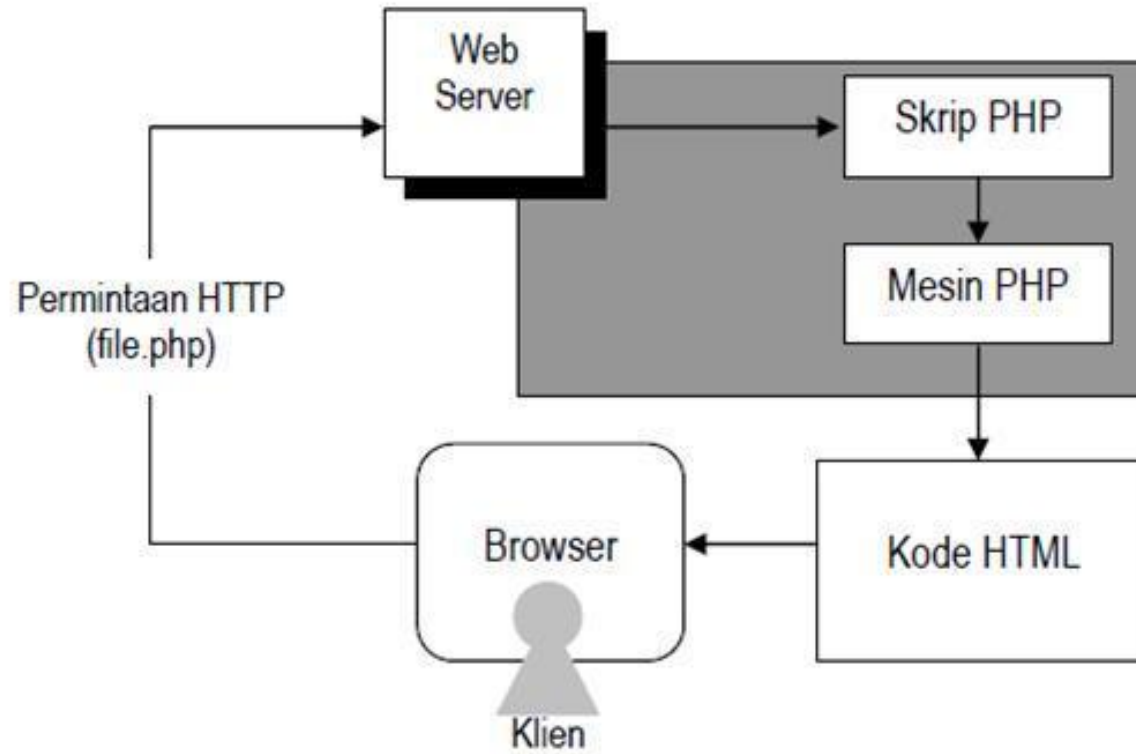 Web
Server
Skrip PHP
Mesin PHP
Permintaan HTTP
(file.php)
Browser
Kode HTML
Klien